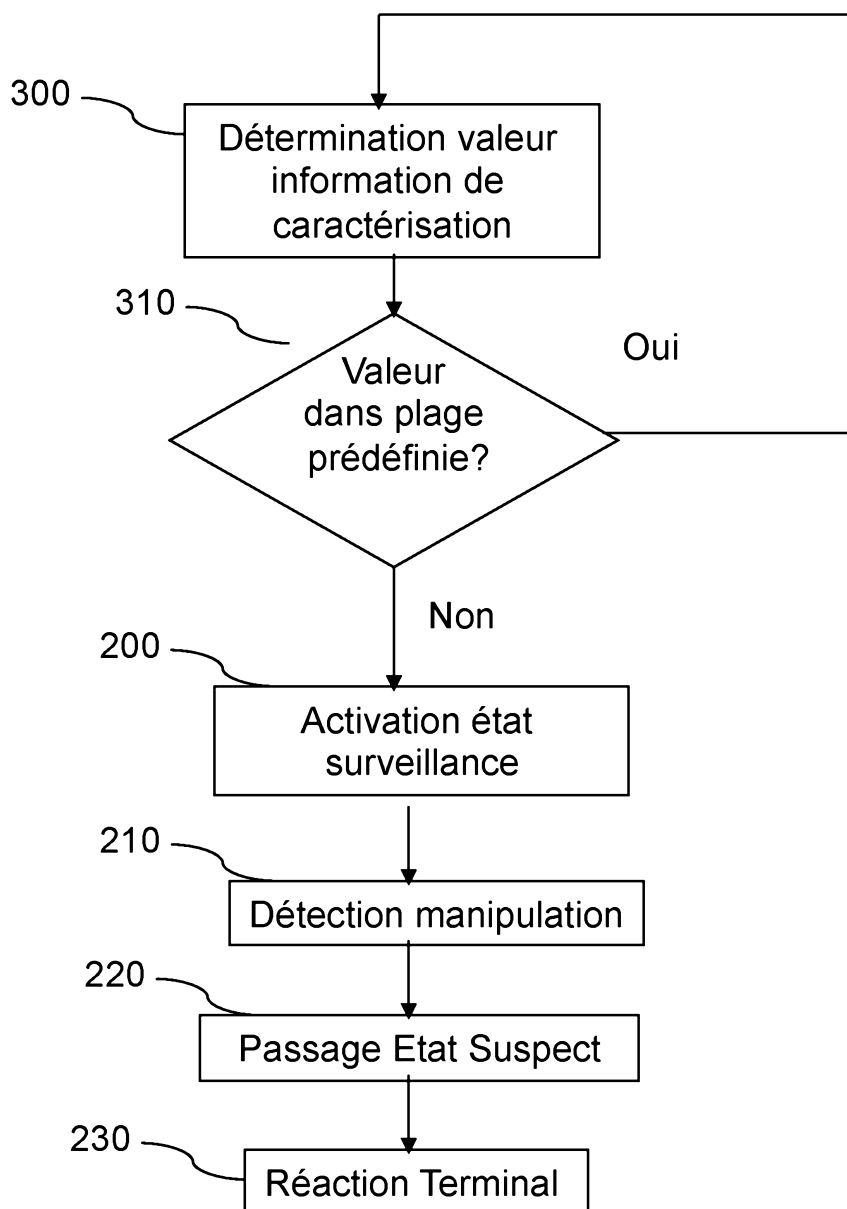 300
Détermination valeur
information de
caractérisation
310
Valeur
dans plage
prédéfinie?
Oui
Non
200
Activation état
surveillance
210
Détection manipulation
220
Passage Etat Suspect
230
Réaction Terminal